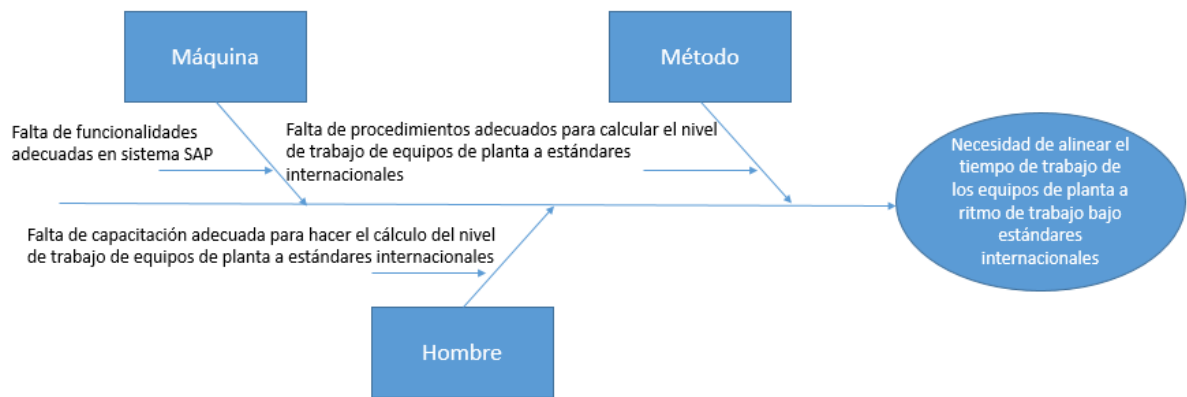 Máquina
Método
Falta de funcionalidades
adecuadas en sistema SAP
Falta de procedimientos adecuados para calcular el nivel
de trabajo de equipos de planta a estándares
internacionales
Necesidad de alinear el
tiempo de trabajo de
los equipos de planta a
ritmo de trabajo bajo
estándares
internacionales
Falta de capacitación adecuada para hacer el cálculo del nivel
de trabajo de equipos de planta a estándares internacionales
Hombre